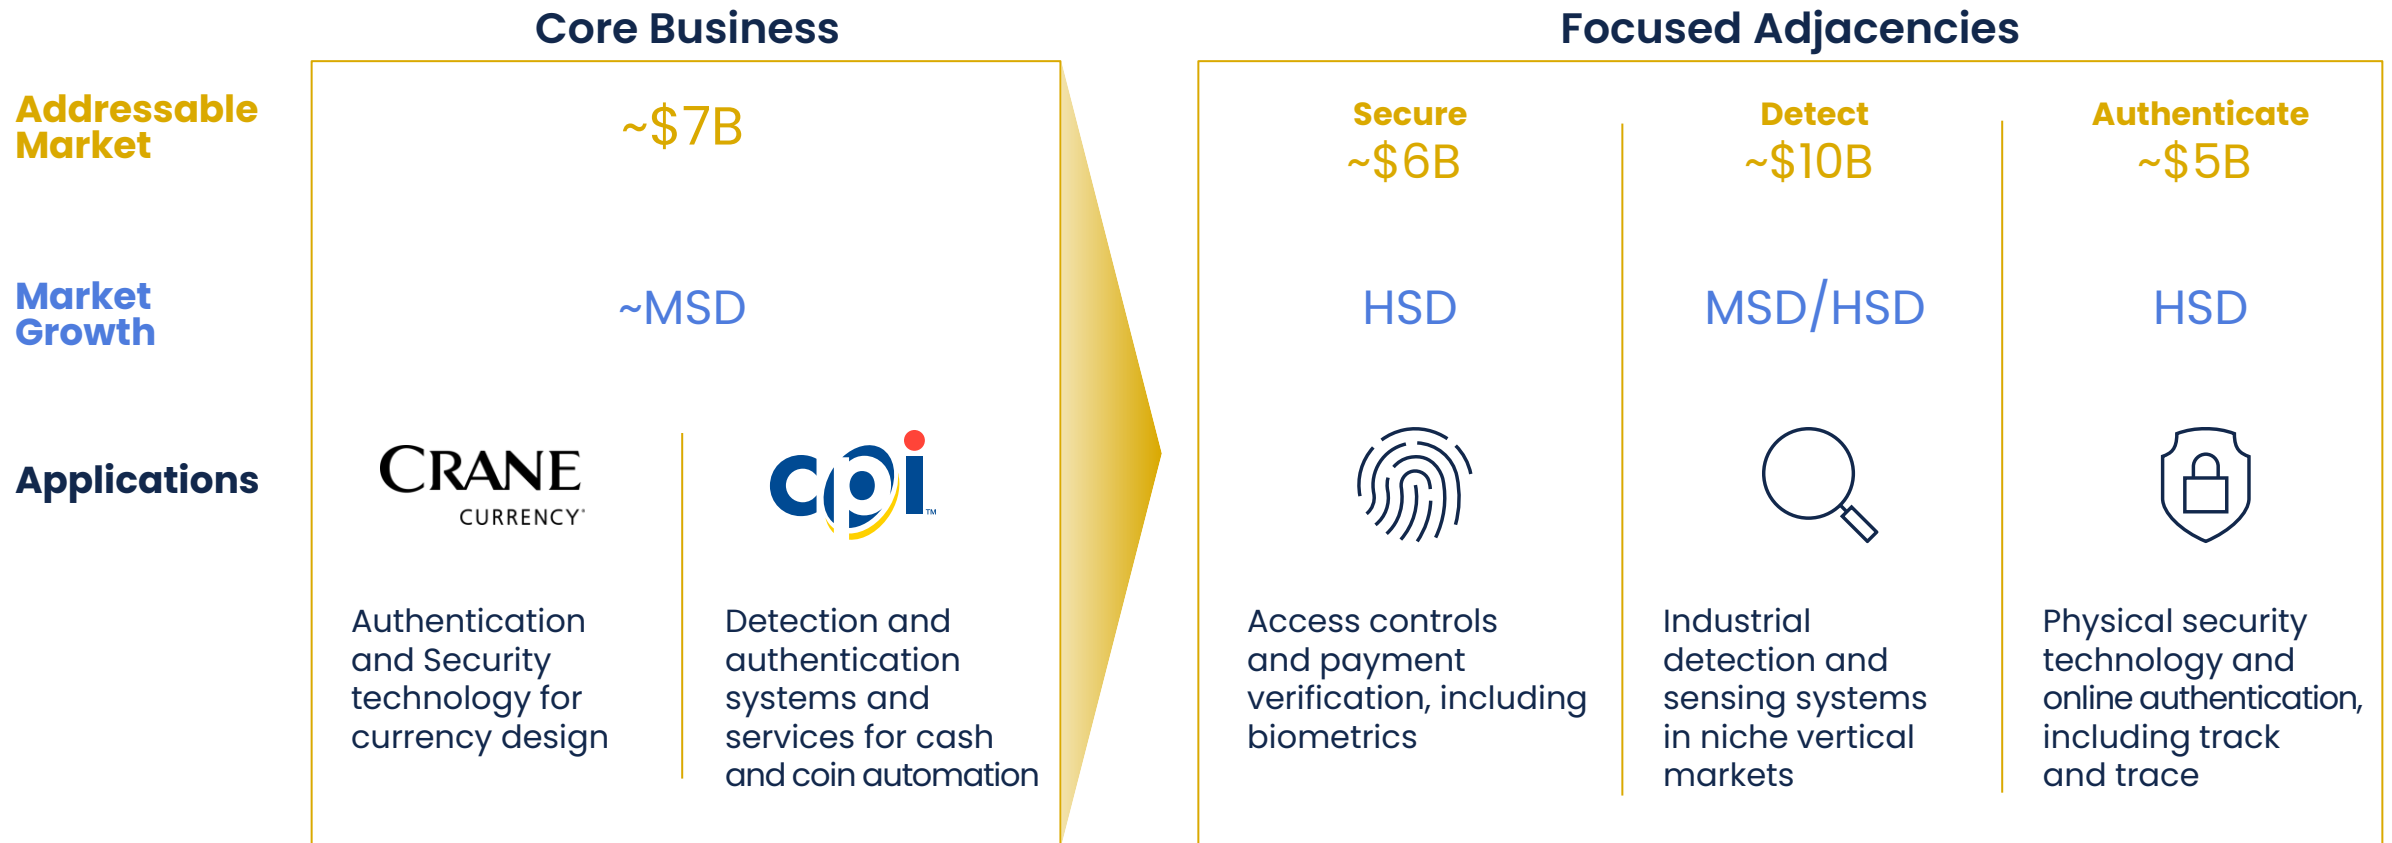 Core Business
Focused Adjacencies
Addressable
Market
~$7B
Secure
~$6B
Detect
~$10B
Authenticate
~$5B
Market
Growth
~MSD
HSD
MSD/HSD
HSD
Applications
CRANE
CURRENCY®
cpi™
Authentication
and Security
technology for
currency design
Detection and
authentication
systems and
services for cash
and coin automation
Access controls
and payment
verification, including
biometrics
Industrial
detection and
sensing systems
in niche vertical
markets
Physical security
technology and
online authentication,
including track
and trace